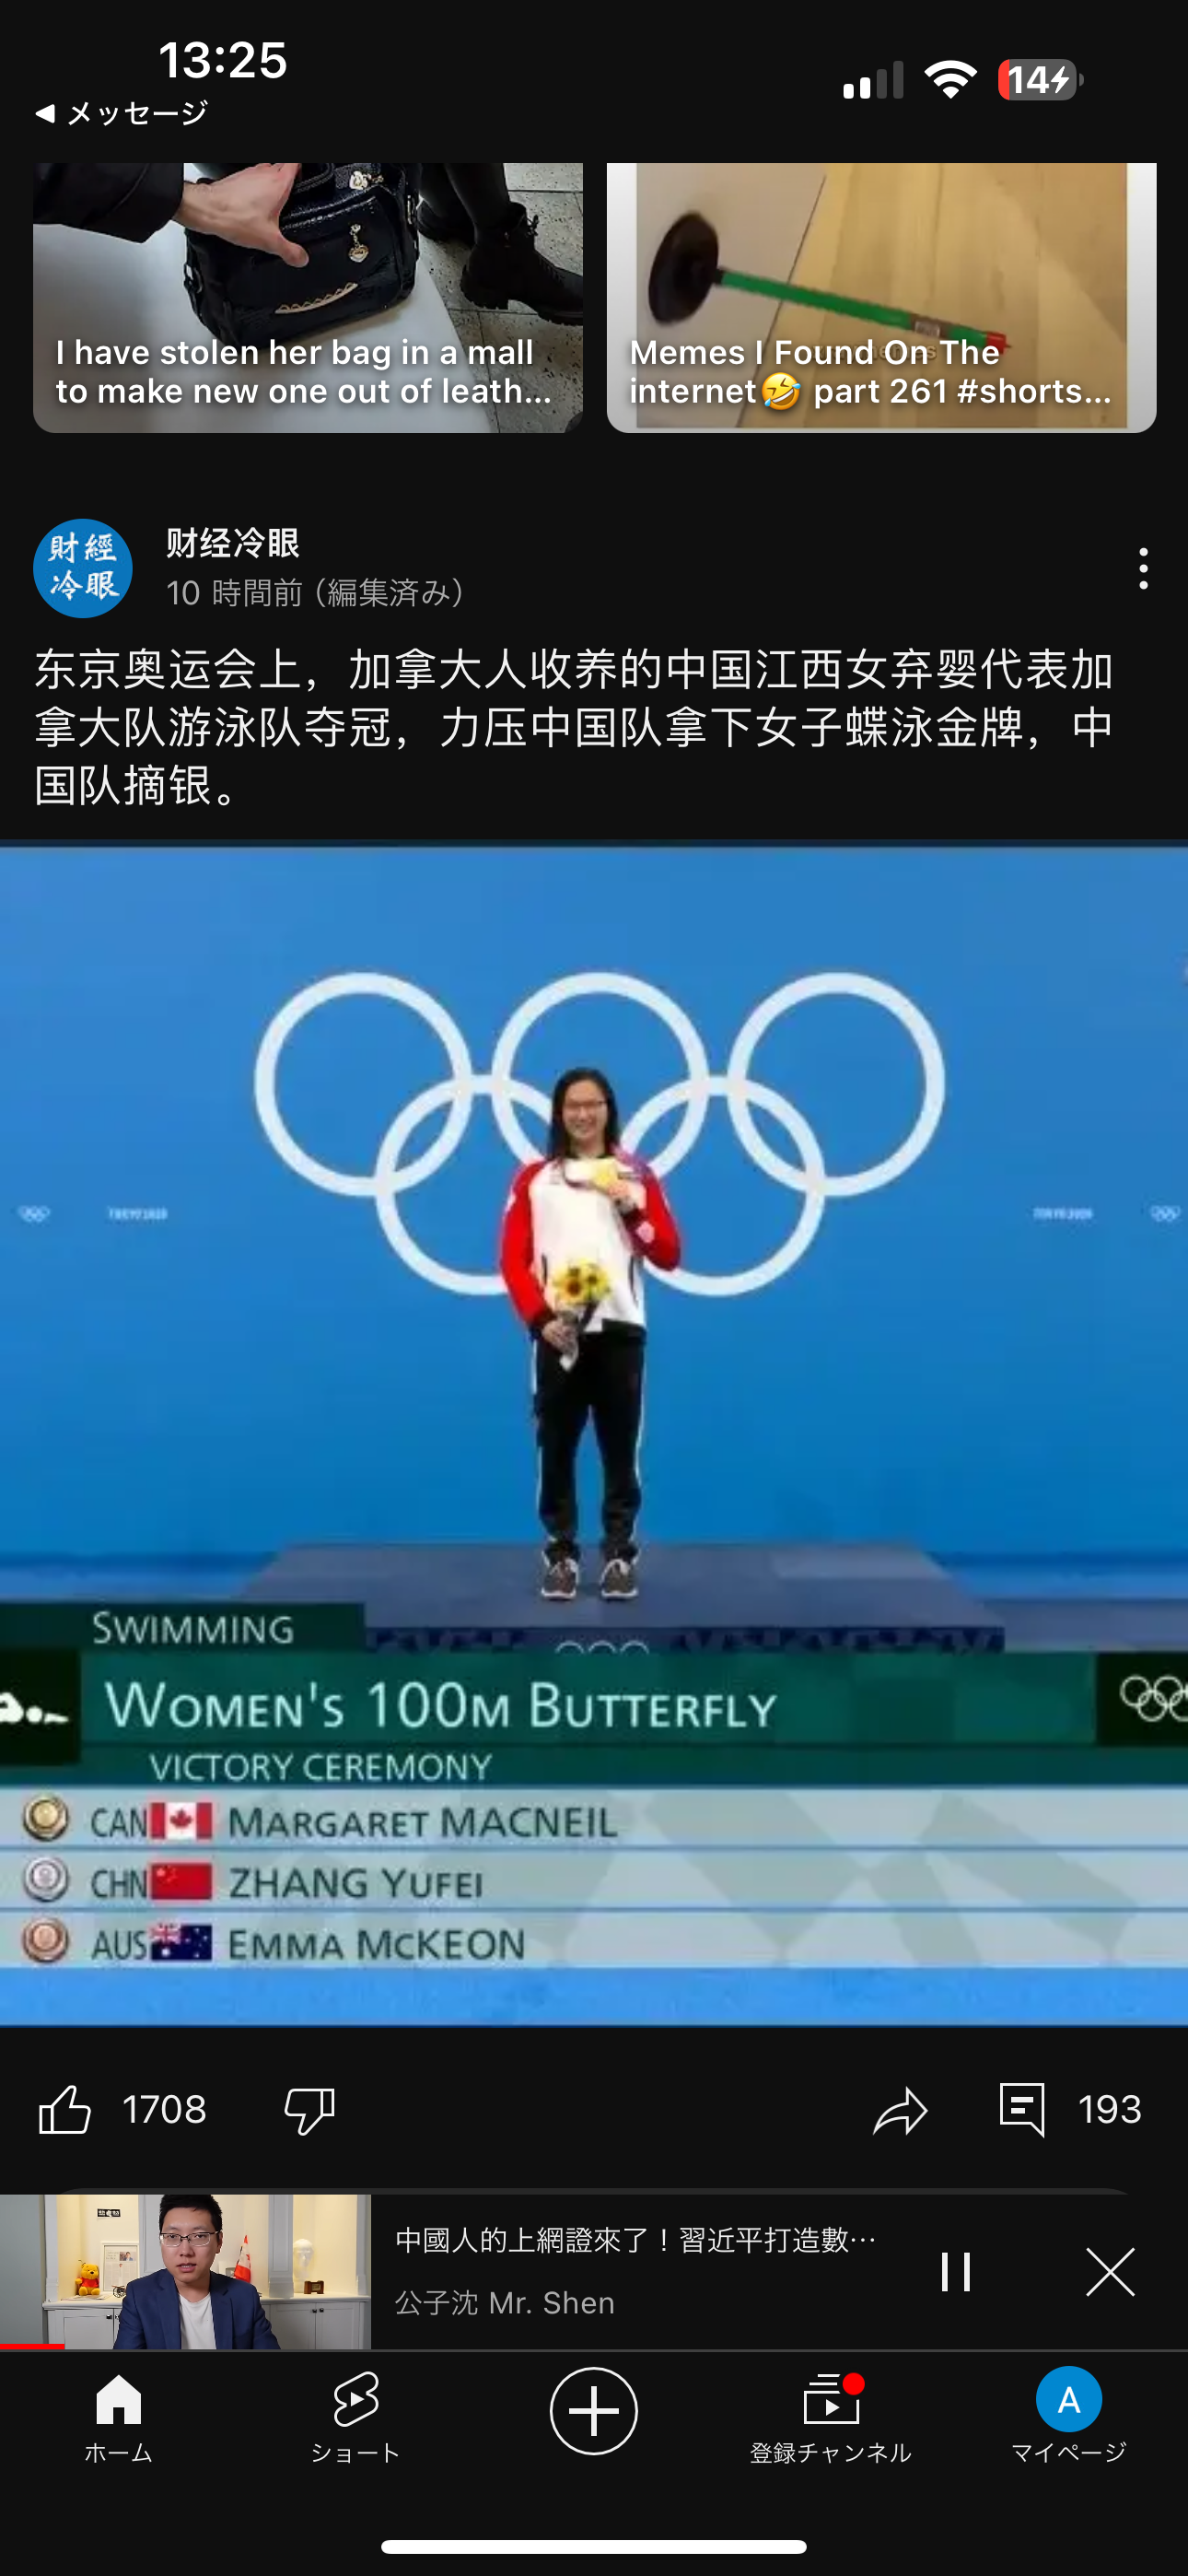 13:25
14
◀ メッセージ
I have stolen her bag in a mall
to make new one out of leath...
Memes I Found On The
internet🤣 part 261 #shorts...
財經
冷眼
财经冷眼
10 時間前（編集済み）
东京奥运会上，加拿大人收养的中国江西女弃婴代表加
拿大队游泳队夺冠，力压中国队拿下女子蝶泳金牌，中
国队摘银。
TOKYO 2020
TOKYO 2020
SWIMMING
WOMEN'S 100M BUTTERFLY
VICTORY CEREMONY
CAN MARGARET MACNEIL
CHN ZHANG YUFEI
AUS EMMA MCKEON
1708
193
中國人的上網證來了！習近平打造數…
公子沈 Mr. Shen
ホーム
ショート
登録チャンネル
A
マイページ